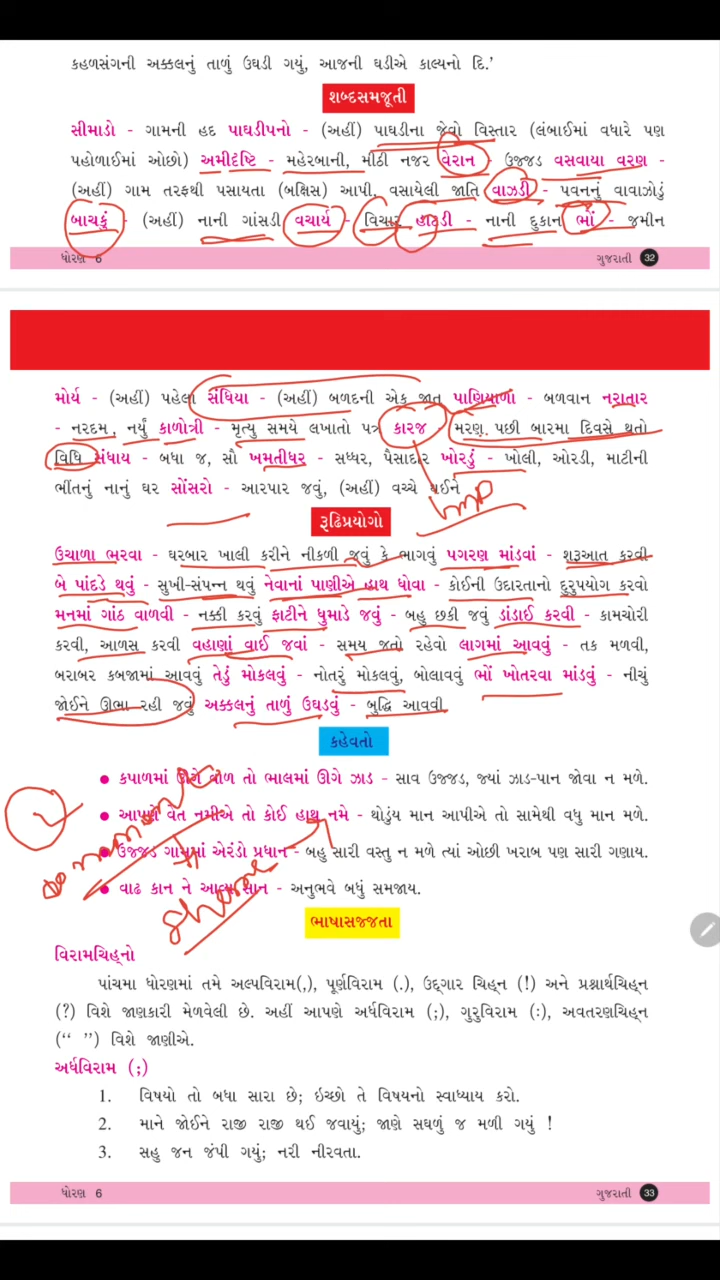 કહળસંગની અક્કલનું તાળું ઉઘડી ગયું, આજની ઘડીએ કાલ્યનો દિ.'
શબ્દસમજૂતી
સીમાડો - ગામની હદ પાઘડીપનો - (અહીં) પાઘડીના જેવો વિસ્તાર (લંબાઈમાં વધારે પણ
પહોળાઈમાં ઓછો) અમીદૃષ્ટિ - મહેરબાની, મીઠી નજર વેરાન - ઉજ્જડ વસવાયા વરણ -
(અહીં) ગામ તરફથી પસાયતા (બક્ષિસ) આપી, વસાયેલી જાતિ વાઝડી - પવનનું વાવાઝોડું
બાચકું - (અહીં) નાની ગાંસડી વચાર્ય - વિચાર હાટડી - નાની દુકાન ભોં - જમીન
ધોરણ 6 ગુજરાતી 32
મોર્ય - (અહીં) પહેલાં સંધિયા - (અહીં) બળદની એક જાત પાણિયાળા - બળવાન નરાતાર
- નરદમ, નર્યું કાળોત્રી - મૃત્યુ સમયે લખાતો પત્ર કારજ - મરણ પછી બારમા દિવસે થતો
વિધિ સંધાય - બધા જ, સૌ ખમતીધર - સધ્ધર, પૈસાદાર ખોરડું - ખોલી, ઓરડી, માટીની
ભીંતનું નાનું ઘર સોંસરો - આરપાર જવું, (અહીં) વચ્ચે થઈને
Imp
રૂઢિપ્રયોગો
ઉચાળા ભરવા - ઘરબાર ખાલી કરીને નીકળી જવું કે ભાગવું પગરણ માંડવાં - શરૂઆત કરવી
બે પાંદડે થવું - સુખી-સંપન્ન થવું નેવાનાં પાણીએ હાથ ધોવા - કોઈની ઉદારતાનો દુરુપયોગ કરવો
મનમાં ગાંઠ વાળવી - નક્કી કરવું ફાટીને ધુમાડે જવું - બહુ છકી જવું ડાંડાઈ કરવી - કામચોરી
કરવી, આળસ કરવી વહાણાં વાઈ જવાં - સમય જતો રહેવો લાગમાં આવવું - તક મળવી,
બરાબર કબજામાં આવવું તેડું મોકલવું - નોતરું મોકલવું, બોલાવવું ભોં ખોતરવા માંડવું - નીચું
જોઈને ઊભા રહી જવું અક્કલનું તાળું ઉઘડવું - બુદ્ધિ આવવી
કહેવતો
• કપાળમાં ઊગે વાળ તો ભાલમાં ઊગે ઝાડ - સાવ ઉજ્જડ, જ્યાં ઝાડ-પાન જોવા ન મળે.
• આપણે વેંત નમીએ તો કોઈ હાથ નમે - થોડુંય માન આપીએ તો સામેથી વધુ માન મળે.
• ઉજ્જડ ગામમાં એરંડો પ્રધાન - બહુ સારી વસ્તુ ન મળે ત્યાં ઓછી ખરાબ પણ સારી ગણાય.
• વાઢ કાન ને આવ્ય સાન - અનુભવે બધું સમજાય.
Share
ભાષાસજ્જતા
વિરામચિહ્નો
પાંચમા ધોરણમાં તમે અલ્પવિરામ(,), પૂર્ણવિરામ (.), ઉદ્ગાર ચિહ્ન (!) અને પ્રશ્નાર્થચિહ્ન
(?) વિશે જાણકારી મેળવેલી છે. અહીં આપણે અર્ધવિરામ (;), ગુરુવિરામ (:), અવતરણચિહ્ન
(“ ”) વિશે જાણીએ.
અર્ધવિરામ (;)
1. વિષયો તો બધા સારા છે; ઇચ્છો તે વિષયનો સ્વાધ્યાય કરો.
2. માને જોઈને રાજી રાજી થઈ જવાયું; જાણે સઘળું જ મળી ગયું !
3. સહુ જન જંપી ગયું; નરી નીરવતા.
ધોરણ 6 ગુજરાતી 33